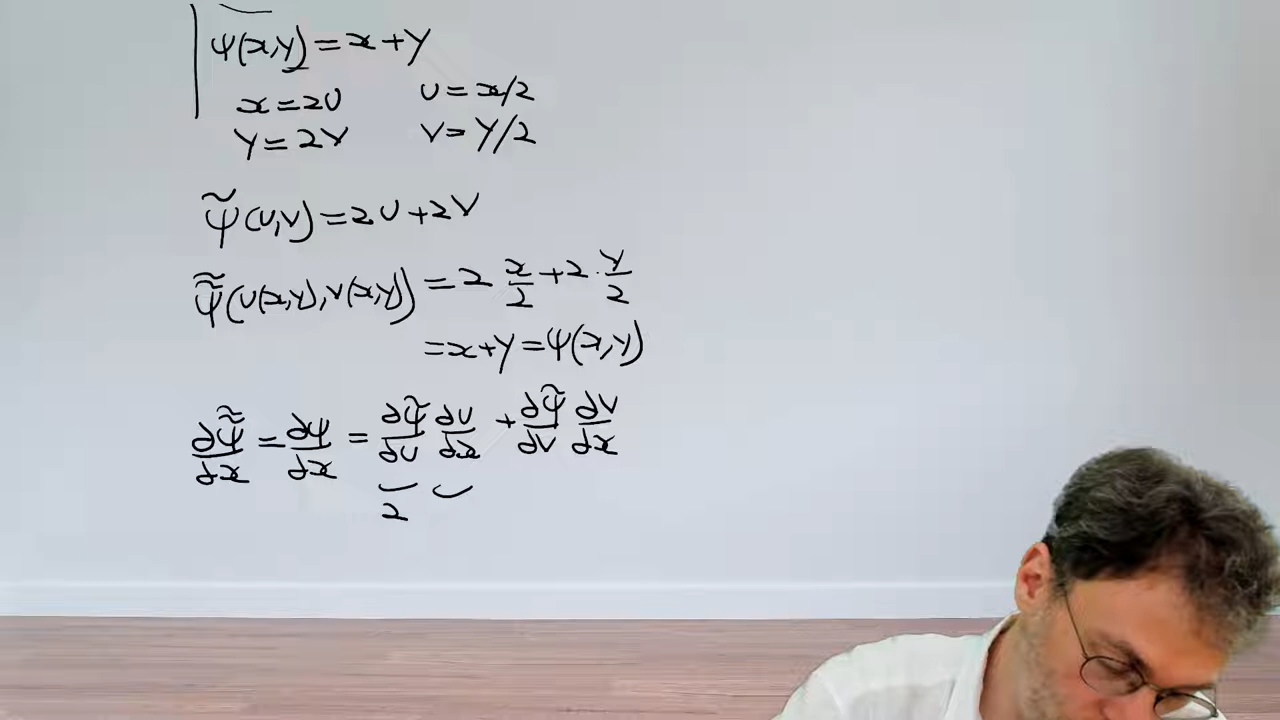 ψ(x,y) = x + y
x = 2u    u = x/2
y = 2v    v = y/2
ψ̃(u,v) = 2u + 2v
ψ̃̃(u(x,y), v(x,y)) = 2 x/2 + 2 · y/2
= x + y = ψ(x,y)
∂ψ̃̃/∂x = ∂ψ/∂x = ∂ψ̃/∂u ∂u/∂x + ∂ψ̃/∂v ∂v/∂x
2